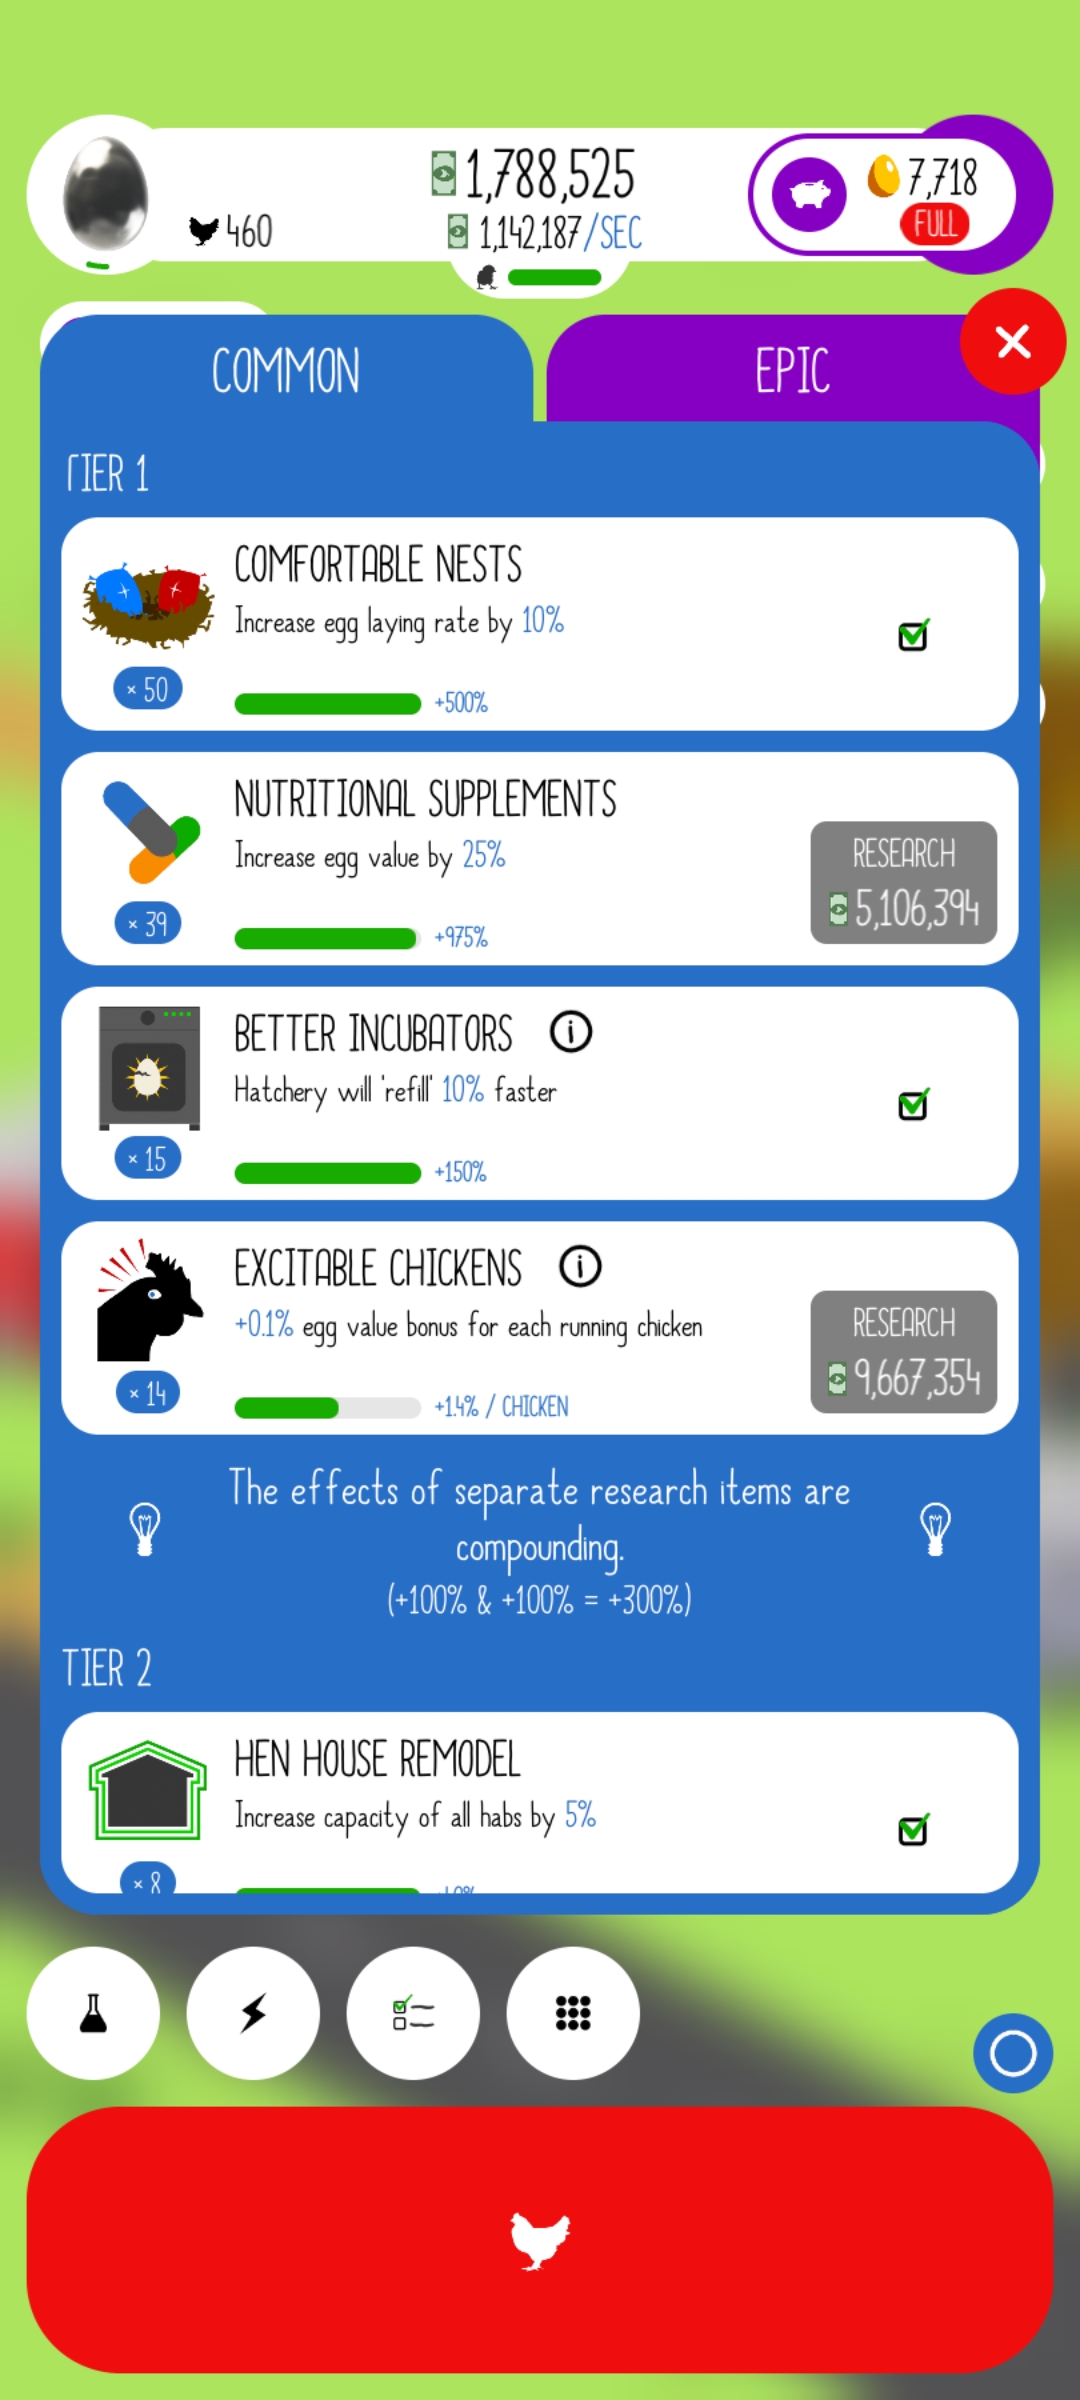 1,788,525
7,718
460
1,142,187/SEC
FULL
COMMON
EPIC
TIER 1
COMFORTABLE NESTS
Increase egg laying rate by 10%
× 50
+500%
NUTRITIONAL SUPPLEMENTS
Increase egg value by 25%
RESEARCH
5,106,394
× 39
+975%
BETTER INCUBATORS
Hatchery will 'refill' 10% faster
× 15
+150%
EXCITABLE CHICKENS
+0.1% egg value bonus for each running chicken
RESEARCH
9,667,354
× 14
+1.4% / CHICKEN
The effects of separate research items are
compounding.
(+100% & +100% = +300%)
TIER 2
HEN HOUSE REMODEL
Increase capacity of all habs by 5%
× 8